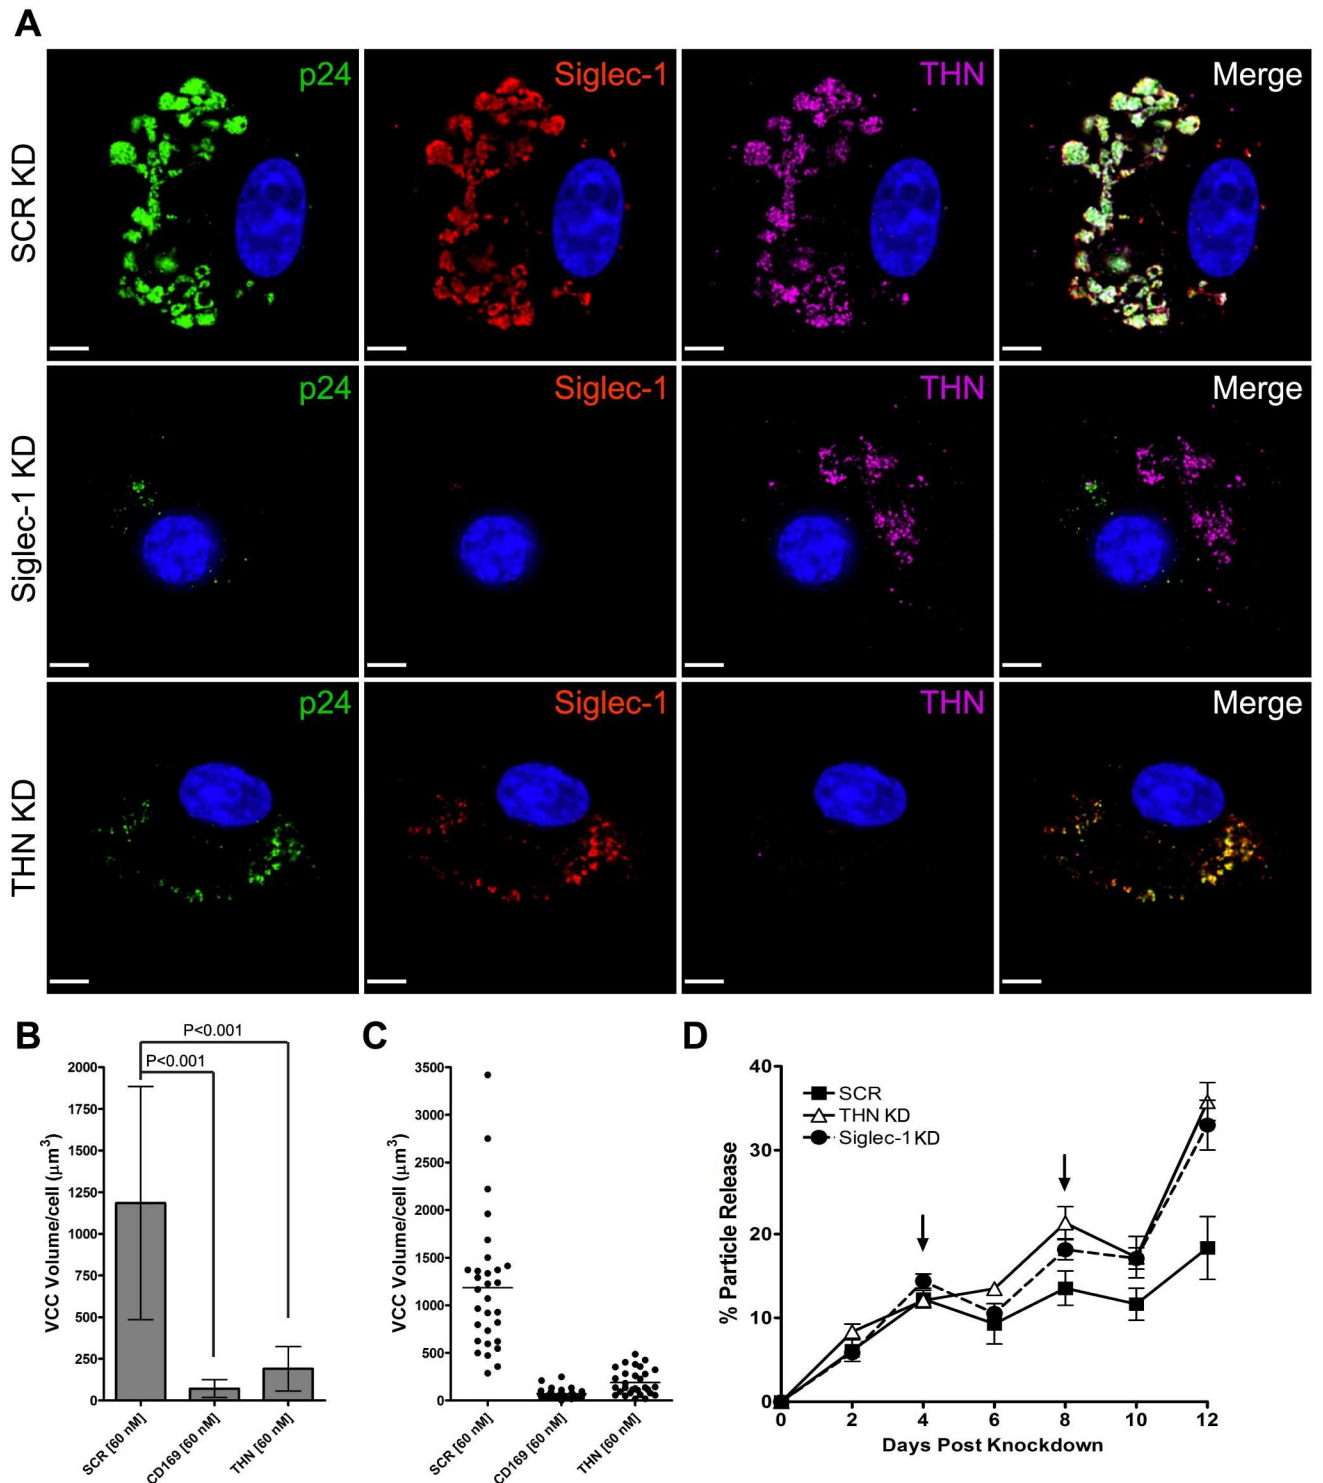 A
p24 Siglec-1 THN Merge
SCR KD
p24 Siglec-1 THN Merge
Siglec-1 KD
p24 Siglec-1 THN Merge
THN KD
B
P<0.001
P<0.001
VCC Volume/cell (μm³)
2000
1750
1500
1250
1000
750
500
250
0
SCR [60 nM]
CD169 [60 nM]
THN [60 nM]
C
VCC Volume/cell (μm³)
3500
3000
2500
2000
1500
1000
500
0
SCR [60 nM]
CD169 [60 nM]
THN [60 nM]
D
% Particle Release
40
30
20
10
0
SCR
THN KD
Siglec-1 KD
0 2 4 6 8 10 12
Days Post Knockdown